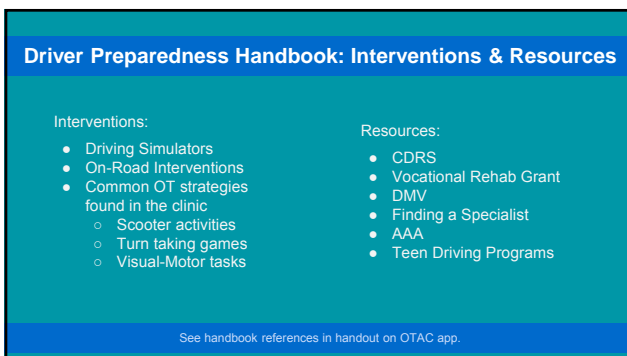 Driver Preparedness Handbook: Interventions & Resources
Interventions:
● Driving Simulators
● On-Road Interventions
● Common OT strategies
found in the clinic
○ Scooter activities
○ Turn taking games
○ Visual-Motor tasks
Resources:
● CDRS
● Vocational Rehab Grant
● DMV
● Finding a Specialist
● AAA
● Teen Driving Programs
See handbook references in handout on OTAC app.